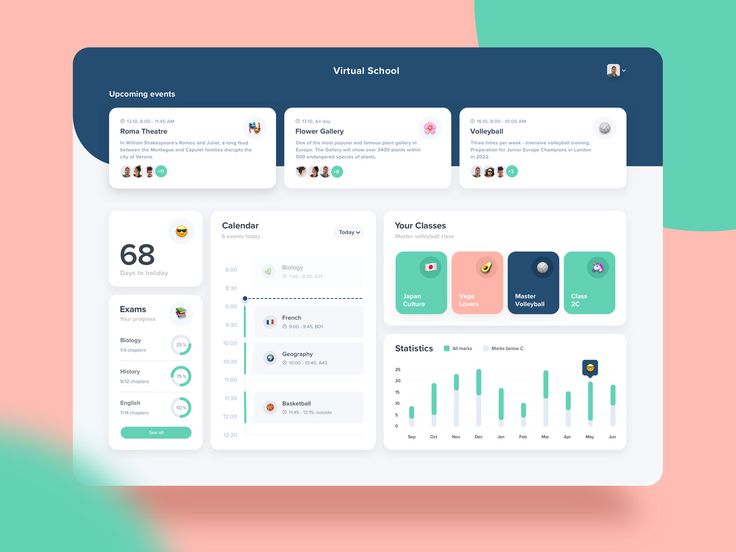 Virtual School
Upcoming events
13.10, 8:00 - 11:45 AM
Roma Theatre
In William Shakespeare's Romeo and Juliet, a long feud
between the Montague and Capulet families disrupts the
city of Verona.
+11
13.10, All day
Flower Gallery
One of the most popular and famous plant gallery in
Europe. The Gallery will show over 3400 plants within
500 endangered species of plants.
+8
16.10, 8:00 - 10:00 AM
Volleyball
Three times per week - intensive volleyball training.
Preparation for Junior Europe Champions in London
in 2022.
+3
68
Days to holiday
Exams
Your progress
Biology
1/4 chapters
25 %
History
9/12 chapters
75 %
English
7/14 chapters
50 %
See all
Calendar
6 events today
Today
8:00
8:30
9:00
9:30
10:00
10:30
11:00
11:30
12:00
12:30
Biology
7:45 - 8:30, A01
French
9:00 - 9:45, B01
Geography
10:00 - 10:45, A43
Basketball
11:45 - 12:15, outside
Your Classes
Master volleyball class
Japan
Culture
Vege
Lovers
Master
Volleyball
Class
2C
Statistics
All marks
Marks below C
25
20
15
10
5
0
Sep Oct Nov Dec Jan Feb Mar Apr May Jun